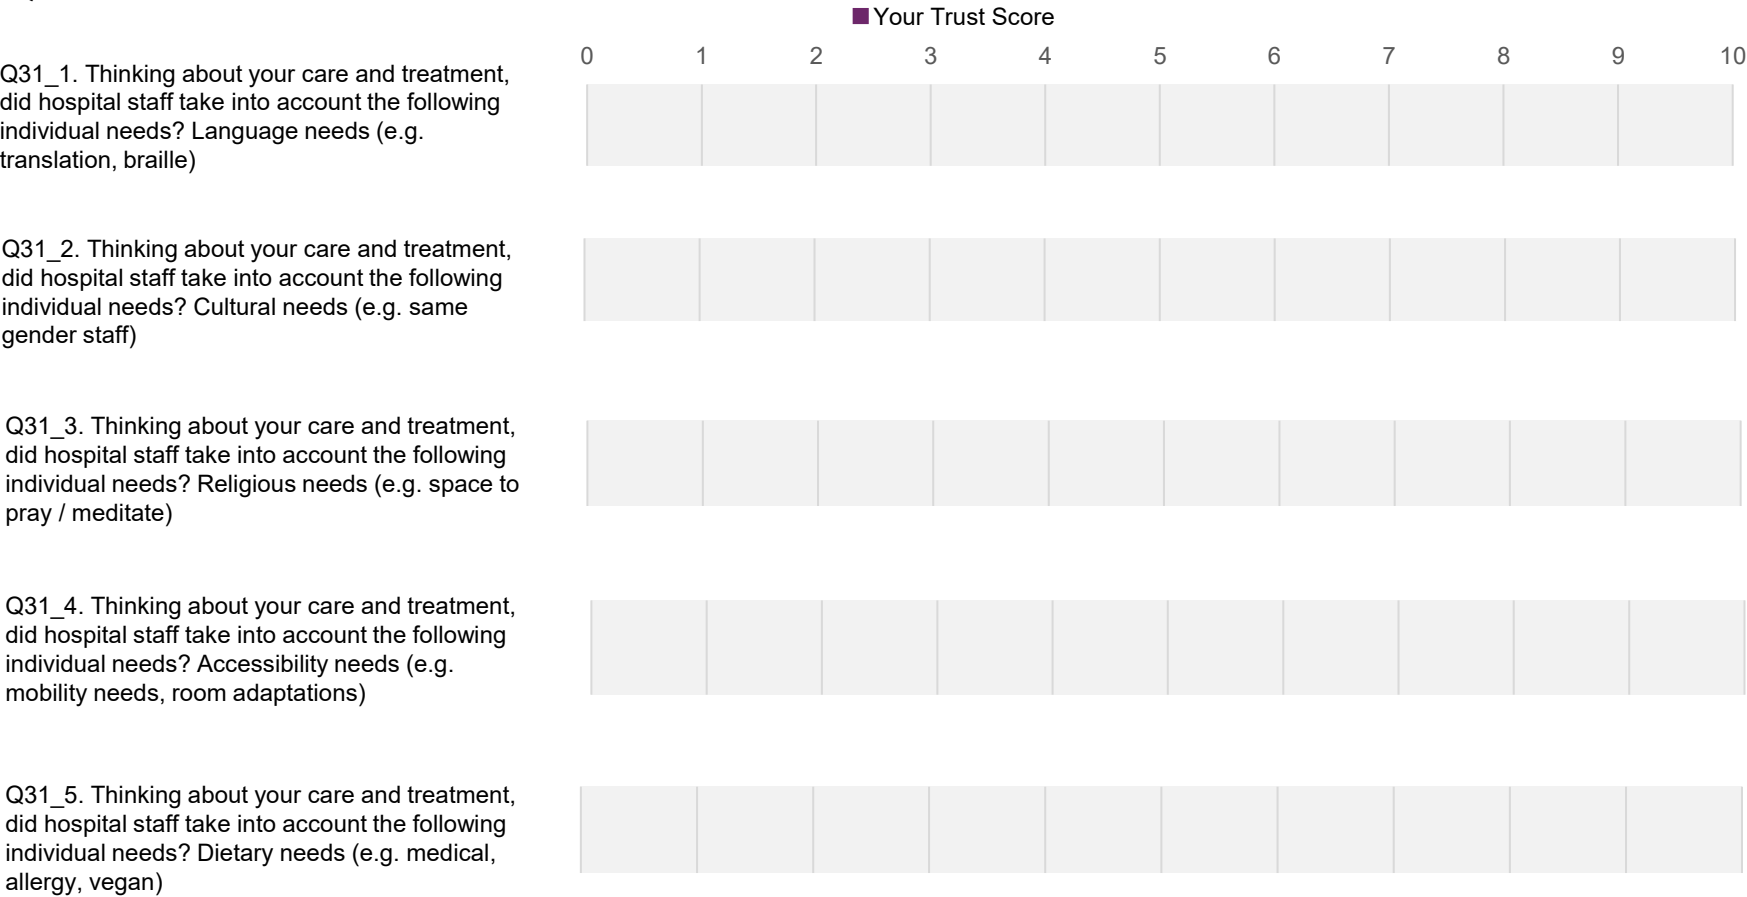 Your Trust Score
0 1 2 3 4 5 6 7 8 9 10
Q31_1. Thinking about your care and treatment,
did hospital staff take into account the following
individual needs? Language needs (e.g.
translation, braille)
Q31_2. Thinking about your care and treatment,
did hospital staff take into account the following
individual needs? Cultural needs (e.g. same
gender staff)
Q31_3. Thinking about your care and treatment,
did hospital staff take into account the following
individual needs? Religious needs (e.g. space to
pray / meditate)
Q31_4. Thinking about your care and treatment,
did hospital staff take into account the following
individual needs? Accessibility needs (e.g.
mobility needs, room adaptations)
Q31_5. Thinking about your care and treatment,
did hospital staff take into account the following
individual needs? Dietary needs (e.g. medical,
allergy, vegan)